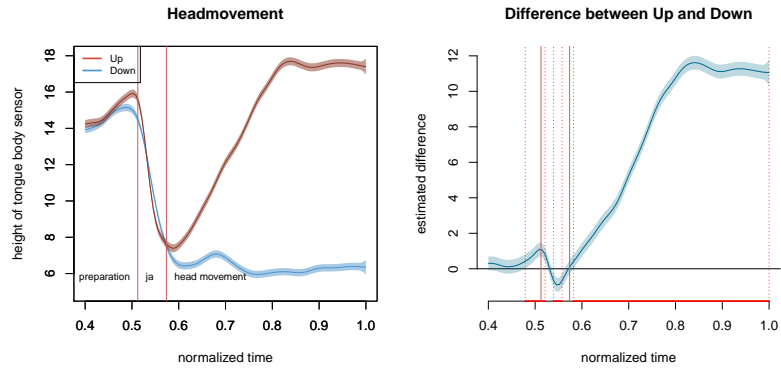 Headmovement
height of tongue body sensor
18
16
14
12
10
8
6
Up
Down
preparation
ja
head movement
0.4 0.5 0.6 0.7 0.8 0.9 1.0
normalized time
Difference between Up and Down
estimated difference
12
10
8
6
4
2
0
0.4 0.5 0.6 0.7 0.8 0.9 1.0
normalized time